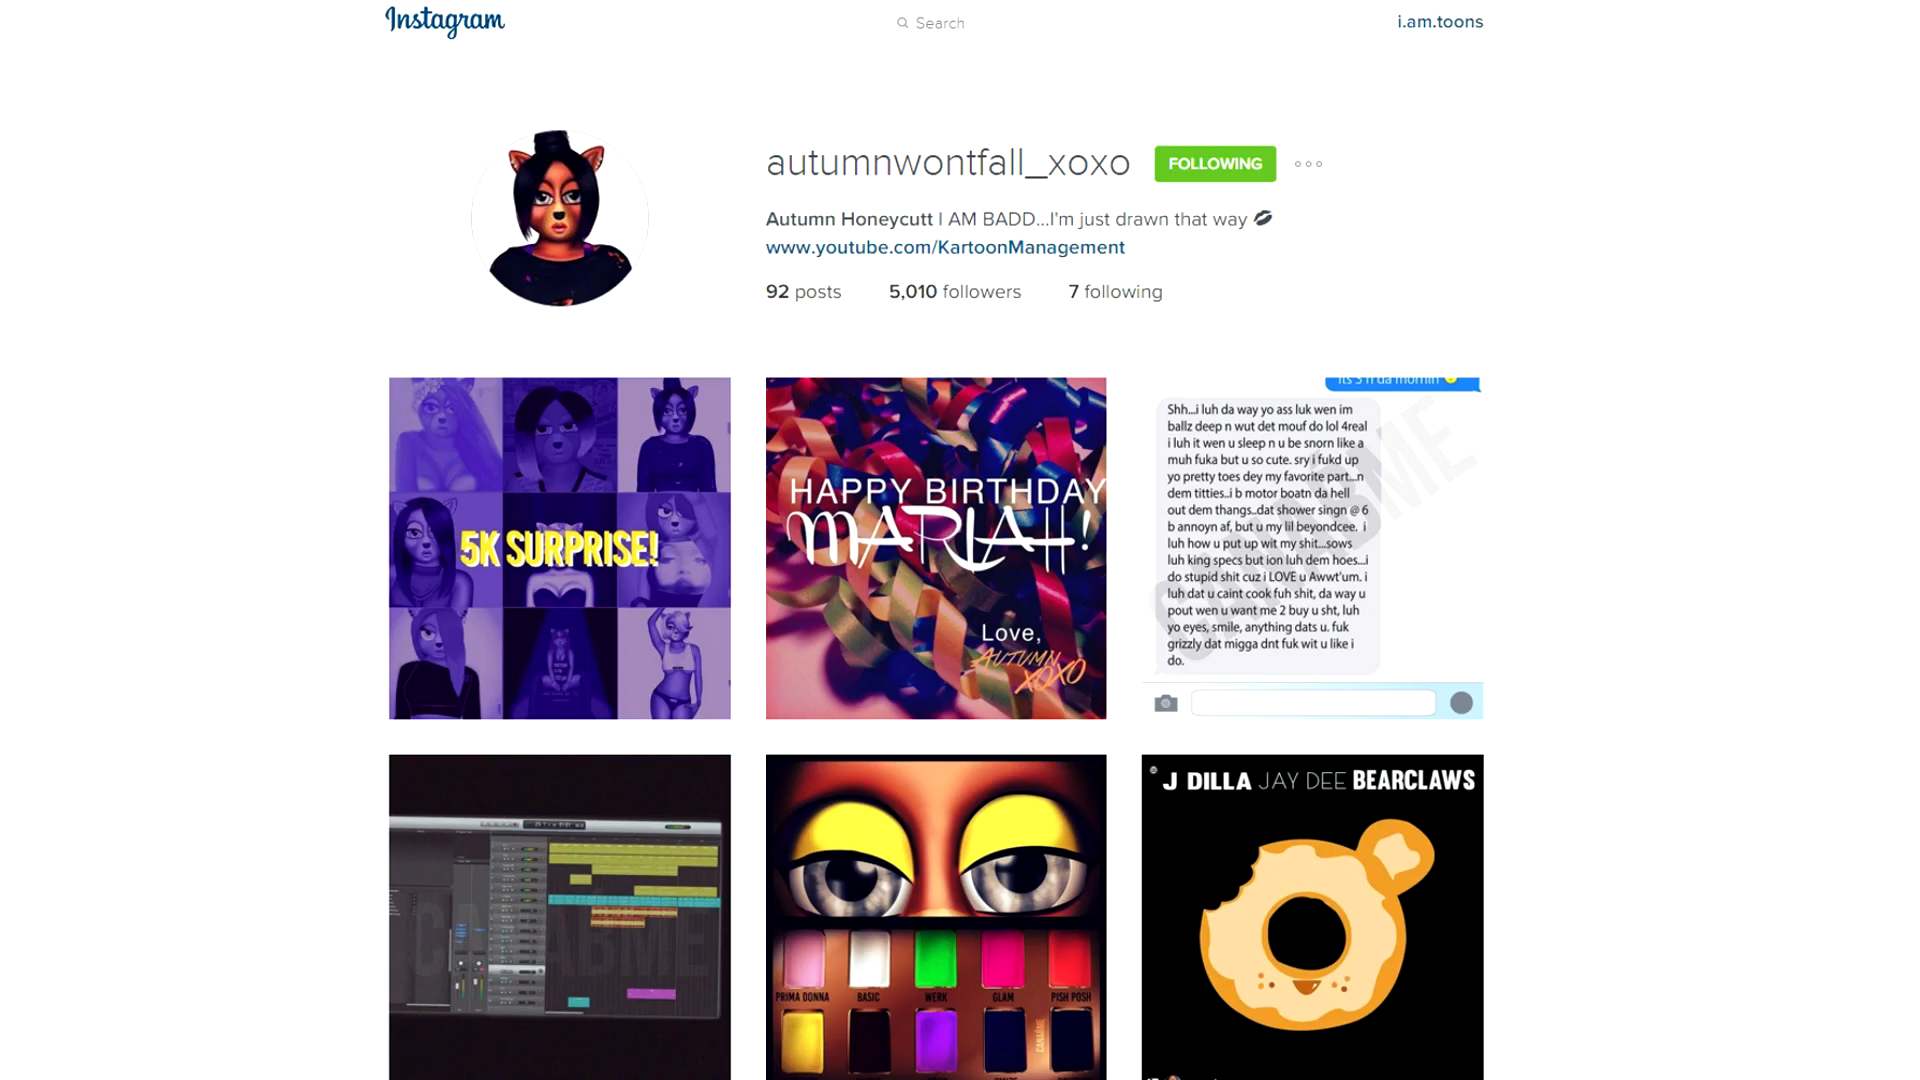 Instagram
Search
i.am.toons
autumnwontfall_xoxo
FOLLOWING
Autumn Honeycutt I AM BADD...I'm just drawn that way
www.youtube.com/KartoonManagement
92 posts 5,010 followers 7 following
5K SURPRISE!
HAPPY BIRTHDAY
MARIAH!
Love,
AUTUMN
XOXO
its 3 n da mornin
Shh...i luh da way yo ass luk wen im
ballz deep n wut det mouf do lol 4real
i luh it wen u sleep n u be snorn like a
muh fuka but u so cute. sry i fukd up
yo pretty toes dey my favorite part...n
dem titties..i b motor boatn da hell
out dem thangs..dat shower singn @ 6
b annoyn af, but u my lil beyondcee. i
luh how u put up wit my shit...sows
luh king specs but ion luh dem hoes...i
do stupid shit cuz i LOVE u Awwt'um. i
luh dat u caint cook fuh shit, da way u
pout wen u want me 2 buy u sht, luh
yo eyes, smile, anything dats u. fuk
grizzly dat migga dnt fuk wit u like i
do.
CANABME
CANABME
PRIMA DONNA
BASIC
WERK
GLAM
PISH POSH
CANABME
J DILLA JAY DEE BEARCLAWS